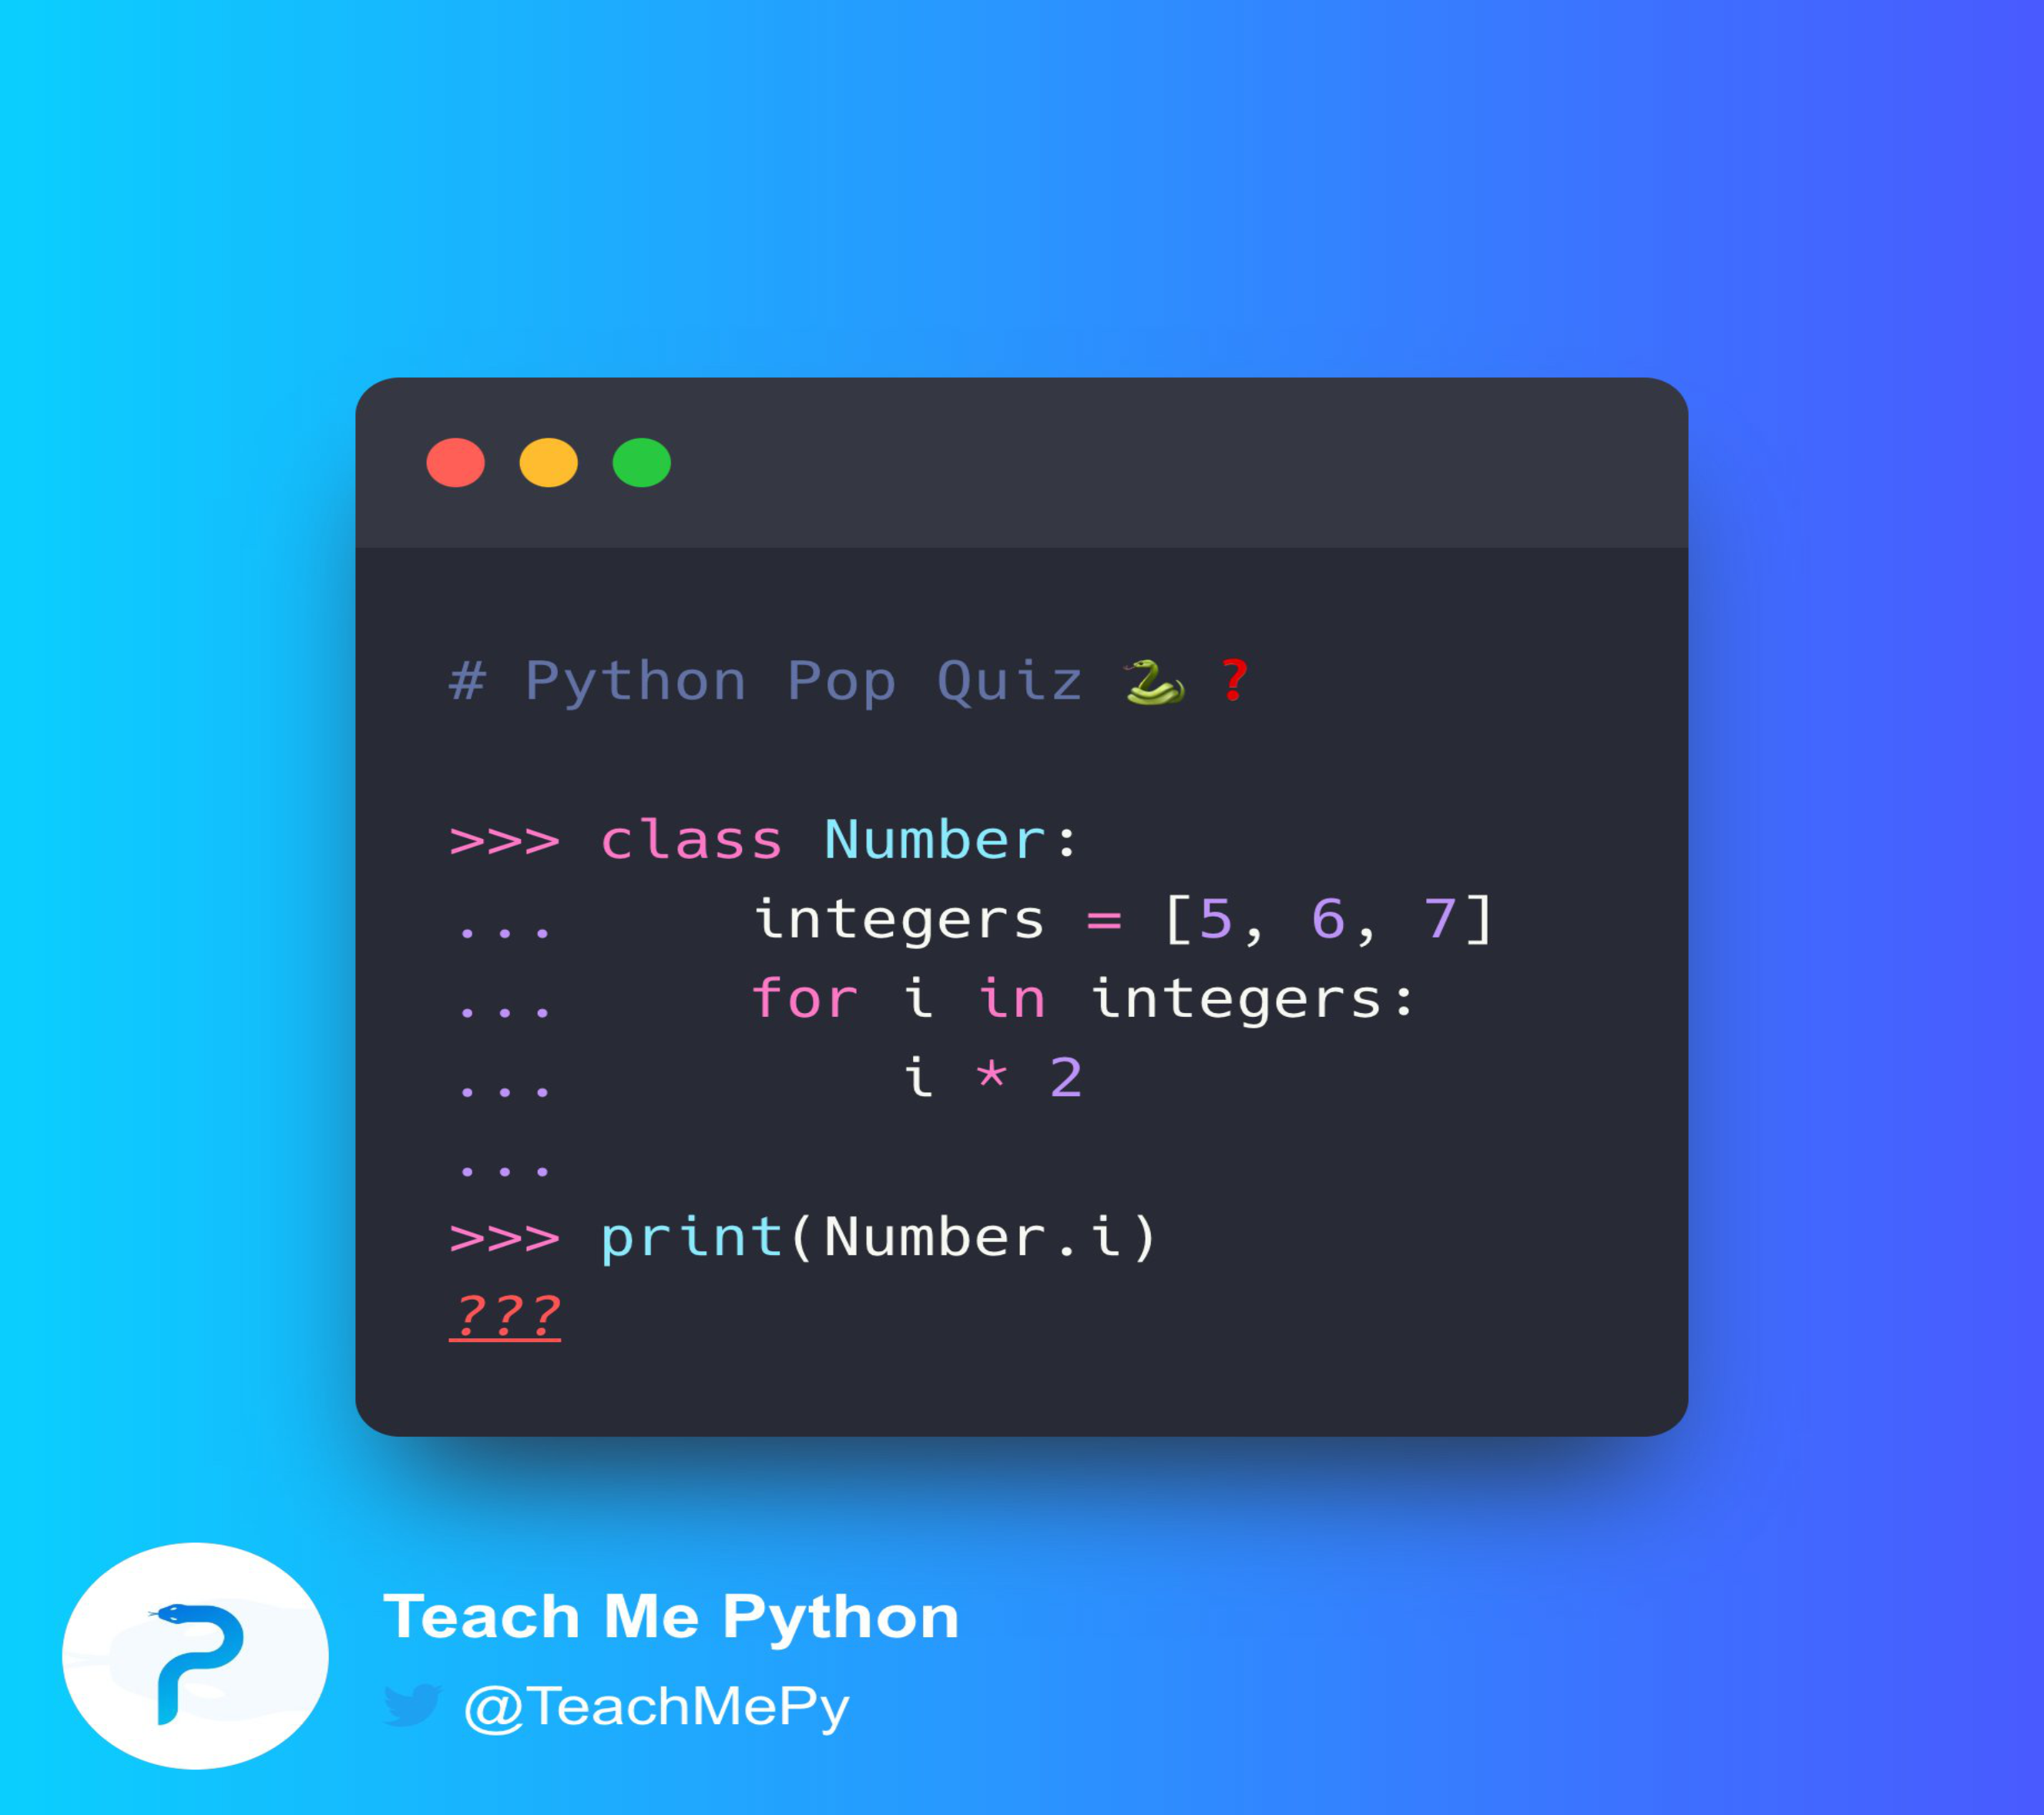 # Python Pop Quiz 🐍 ?
>>> class Number:
...     integers = [5, 6, 7]
...     for i in integers:
...         i * 2
...
>>> print(Number.i)
???
Teach Me Python
@TeachMePy